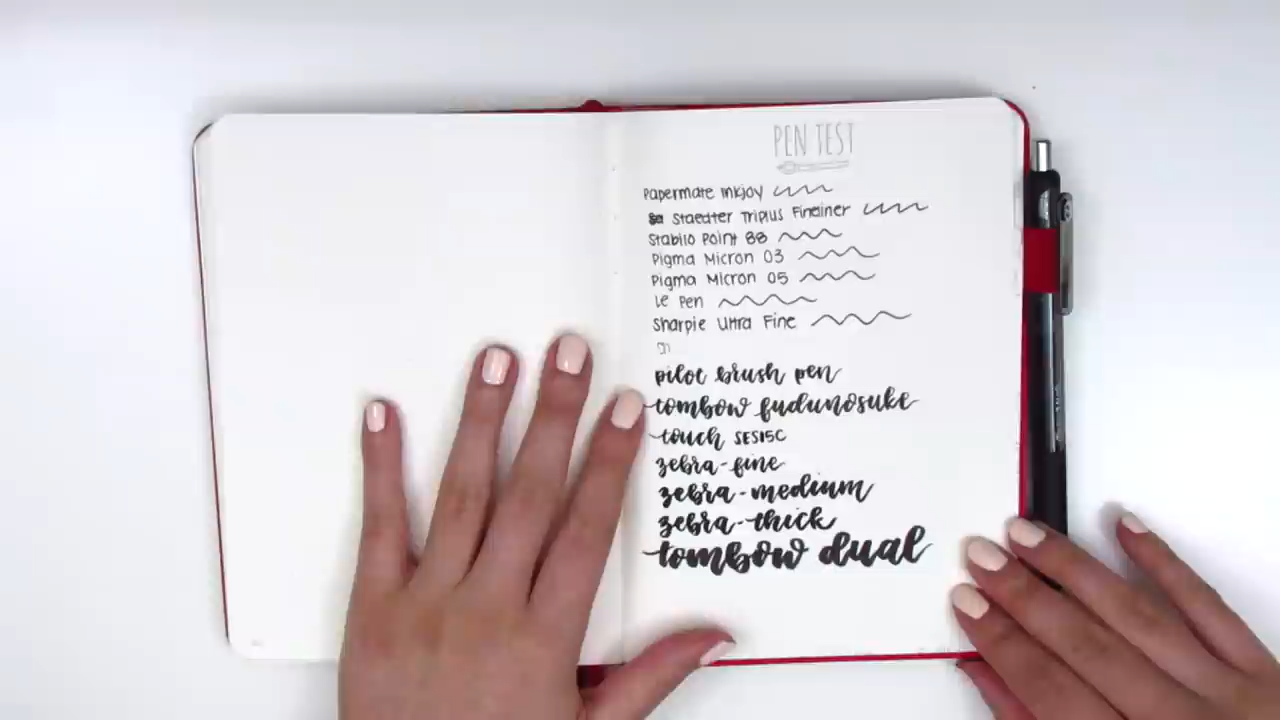 PEN TEST
Papermate Inkjoy
Staedter Triplus Fineliner
Stabilo Point 88
Pigma Micron 03
Pigma Micron 05
Le Pen
Sharpie Ultra Fine
pilot brush pen
tombow fudunosuke
touch SES15C
zebra-fine
zebra-medium
zebra-thick
tombow dual